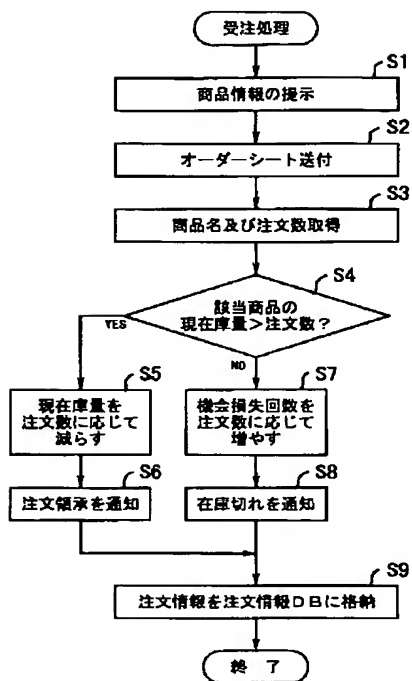 受注処理
S1
商品情報の提示
S2
オーダーシート送付
S3
商品名及び注文数取得
S4
該当商品の
現在庫量>注文数?
YES
NO
S5
現在庫量を
注文数に応じて
減らす
S7
機会損失回数を
注文数に応じて
増やす
S6
注文領承を通知
S8
在庫切れを通知
S9
注文情報を注文情報DBに格納
終 了